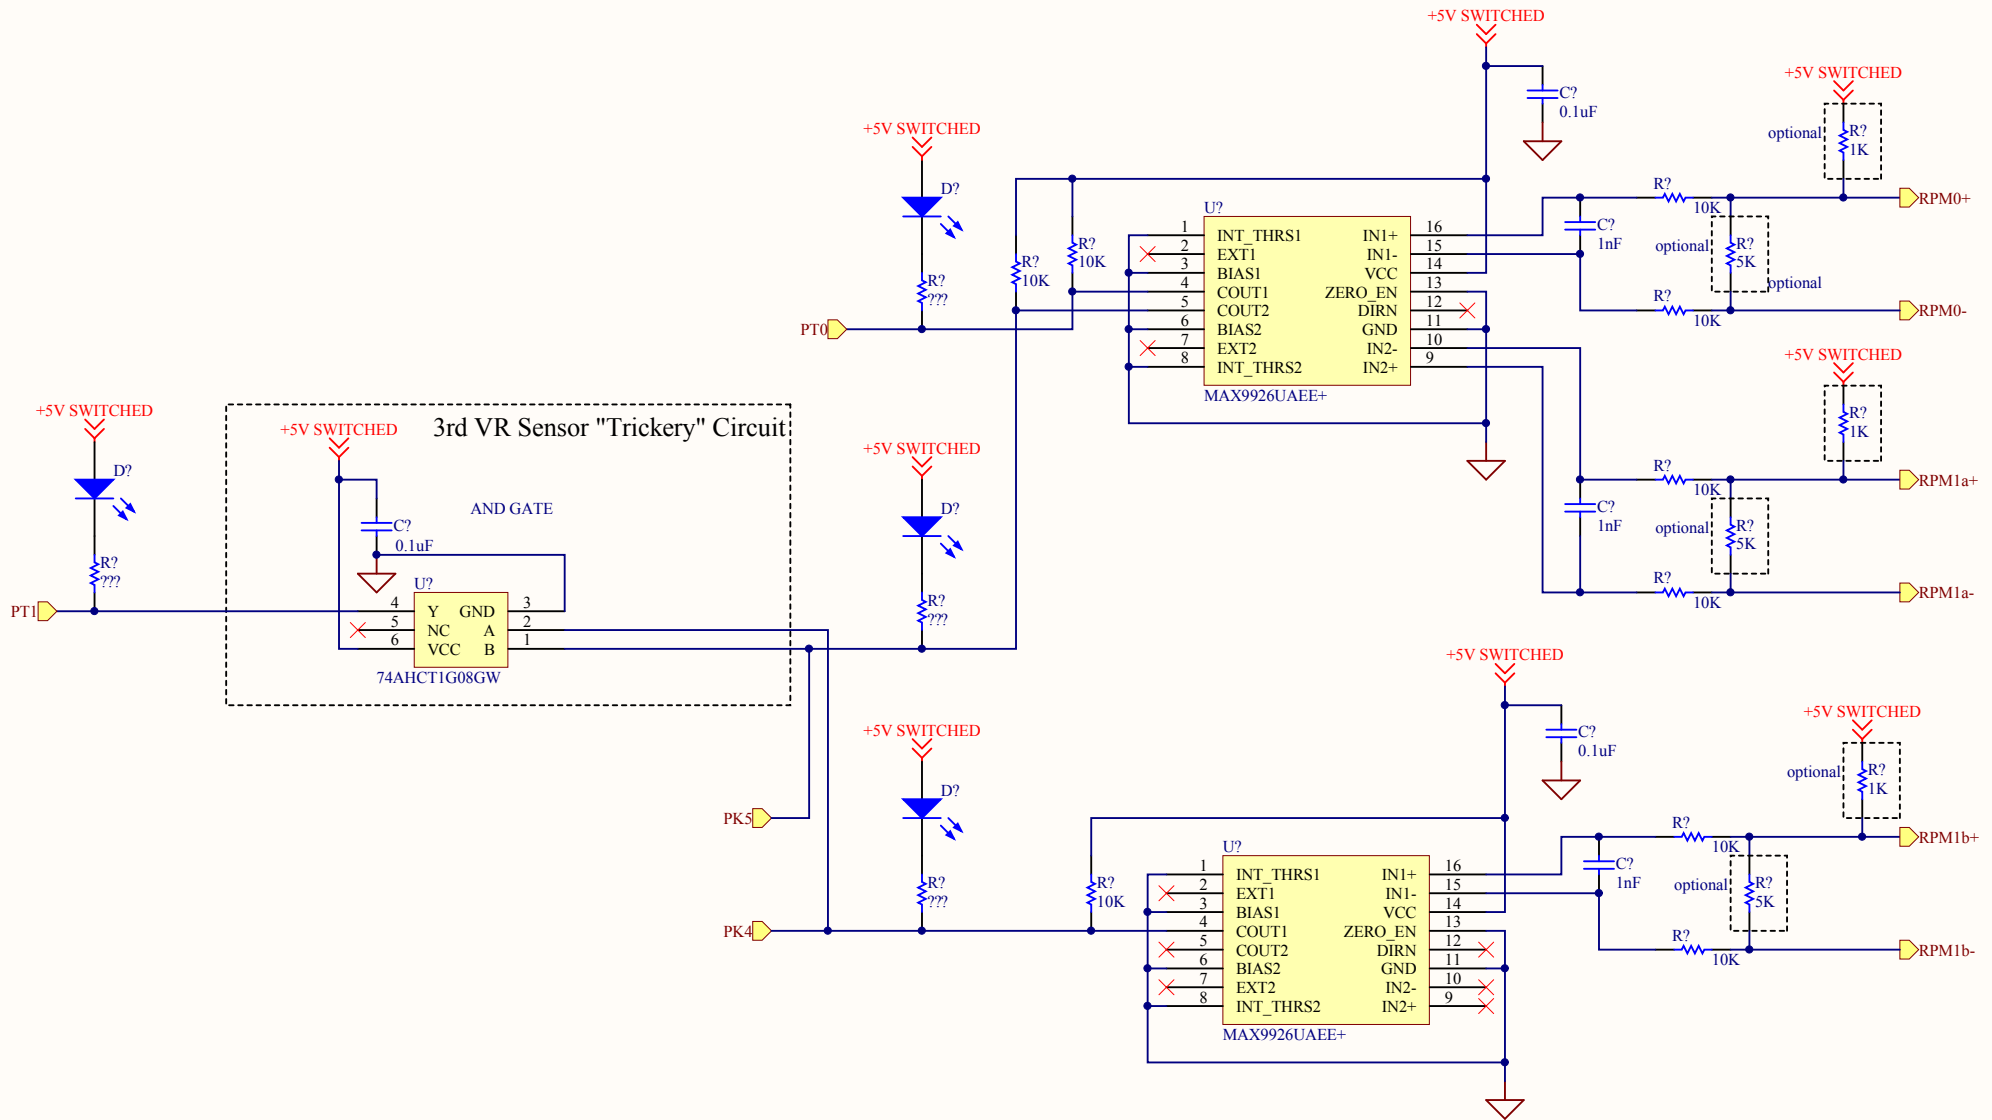 +5V SWITCHED
C?
0.1uF
+5V SWITCHED
optional
R?
1K
+5V SWITCHED
D?
R?
???
PT0
R?
10K
R?
10K
U?
1 INT_THRS1 IN1+ 16
2 EXT1 IN1- 15
3 BIAS1 VCC 14
4 COUT1 ZERO_EN 13
5 COUT2 DIRN 12
6 BIAS2 GND 11
7 EXT2 IN2- 10
8 INT_THRS2 IN2+ 9
MAX9926UAEE+
C?
1nF
R?
10K
RPM0+
optional
R?
5K
optional
R?
10K
RPM0-
+5V SWITCHED
R?
1K
R?
10K
RPM1a+
C?
1nF
optional
R?
5K
R?
10K
RPM1a-
+5V SWITCHED
D?
R?
???
PT1
3rd VR Sensor "Trickery" Circuit
+5V SWITCHED
AND GATE
C?
0.1uF
U?
4 Y GND 3
5 NC A 2
6 VCC B 1
74AHCT1G08GW
+5V SWITCHED
D?
R?
???
+5V SWITCHED
D?
R?
???
PK5
PK4
+5V SWITCHED
C?
0.1uF
R?
10K
U?
1 INT_THRS1 IN1+ 16
2 EXT1 IN1- 15
3 BIAS1 VCC 14
4 COUT1 ZERO_EN 13
5 COUT2 DIRN 12
6 BIAS2 GND 11
7 EXT2 IN2- 10
8 INT_THRS2 IN2+ 9
MAX9926UAEE+
+5V SWITCHED
optional
R?
1K
R?
10K
RPM1b+
C?
1nF
optional
R?
5K
R?
10K
RPM1b-